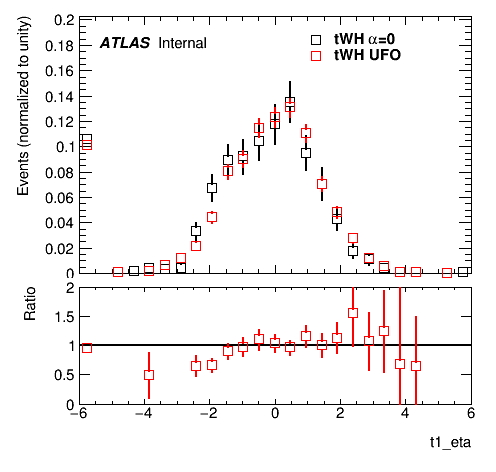 ATLAS Internal
tWH α=0
tWH UFO
Events (normalized to unity)
0.2
0.18
0.16
0.14
0.12
0.1
0.08
0.06
0.04
0.02
0
Ratio
2
1.5
1
0.5
0
−6 −4 −2 0 2 4 6
t1_eta